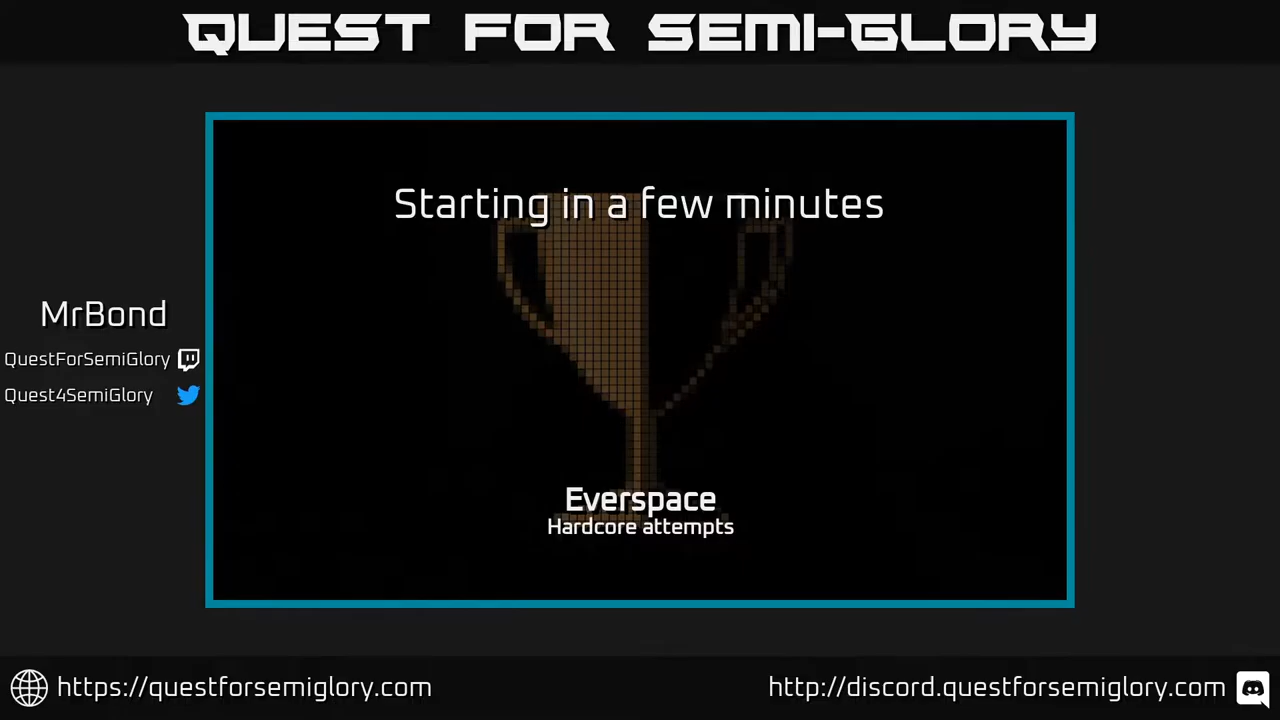 QUEST FOR SEMI-GLORY
Starting in a few minutes
MrBond
QuestForSemiGlory
Quest4SemiGlory
Everspace
Hardcore attempts
https://questforsemiglory.com
http://discord.questforsemiglory.com